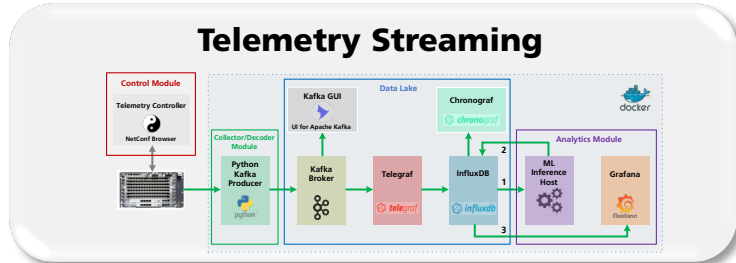 Telemetry Streaming
Control Module
Telemetry Controller
NetConf Browser
Data Lake
Kafka GUI
UI for Apache Kafka
Chronograf
chronograf
docker
Collector/Decoder
Module
Analytics Module
Python
Kafka
Producer
python
Kafka
Broker
Telegraf
telegraf
InfluxDB
influxdb
2
1
3
ML
Inference
Host
Grafana
Grafana